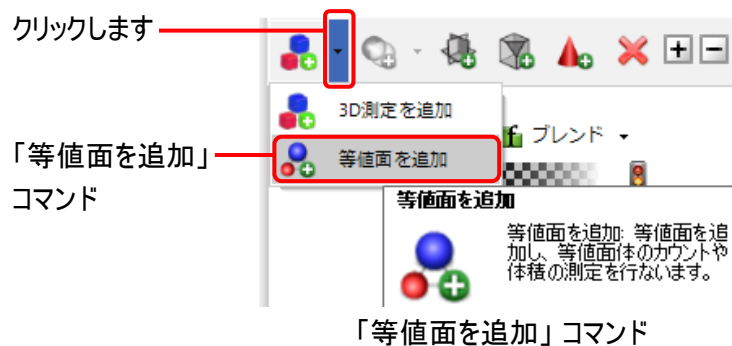 クリックします
3D測定を追加
ブレンド
「等値面を追加」
コマンド
等値面を追加
等値面を追加
等値面を追加: 等値面を追
加し、等値面体のカウントや
体積の測定を行ないます。
「等値面を追加」コマンド